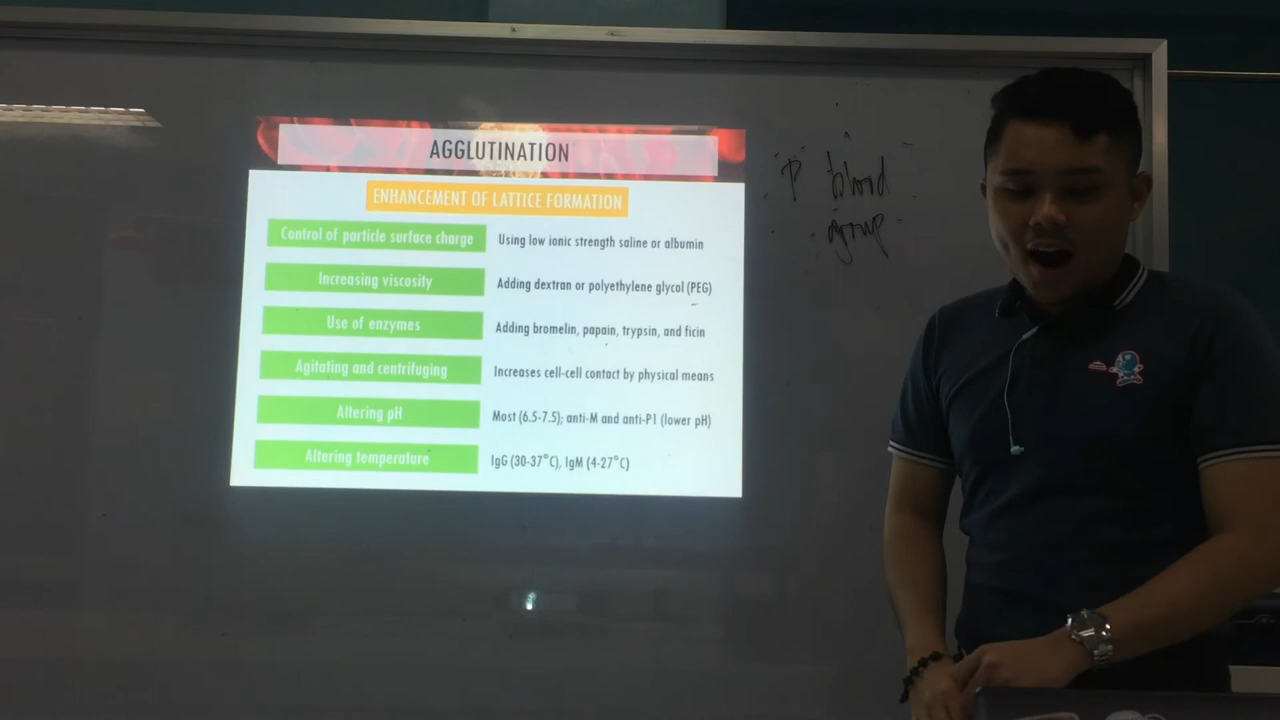 AGGLUTINATION
ENHANCEMENT OF LATTICE FORMATION
Control of particle surface charge Using low ionic strength saline or albumin
Increasing viscosity Adding dextran or polyethylene glycol (PEG)
Use of enzymes Adding bromelin, papain, trypsin, and ficin
Agitating and centrifuging Increases cell-cell contact by physical means
Altering pH Most (6.5-7.5); anti-M and anti-P1 (lower pH)
Altering temperature IgG (30-37°C), IgM (4-27°C)
P blood
group